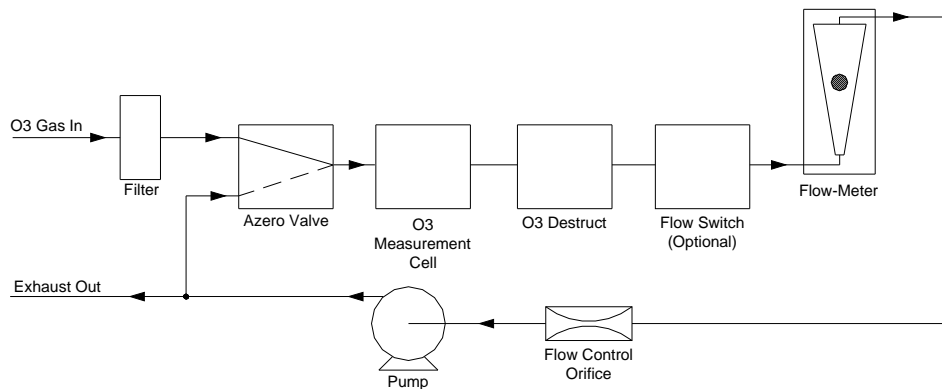 O3 Gas In
Filter
Azero Valve
O3
Measurement
Cell
O3 Destruct
Flow Switch
(Optional)
Flow-Meter
Exhaust Out
Pump
Flow Control
Orifice